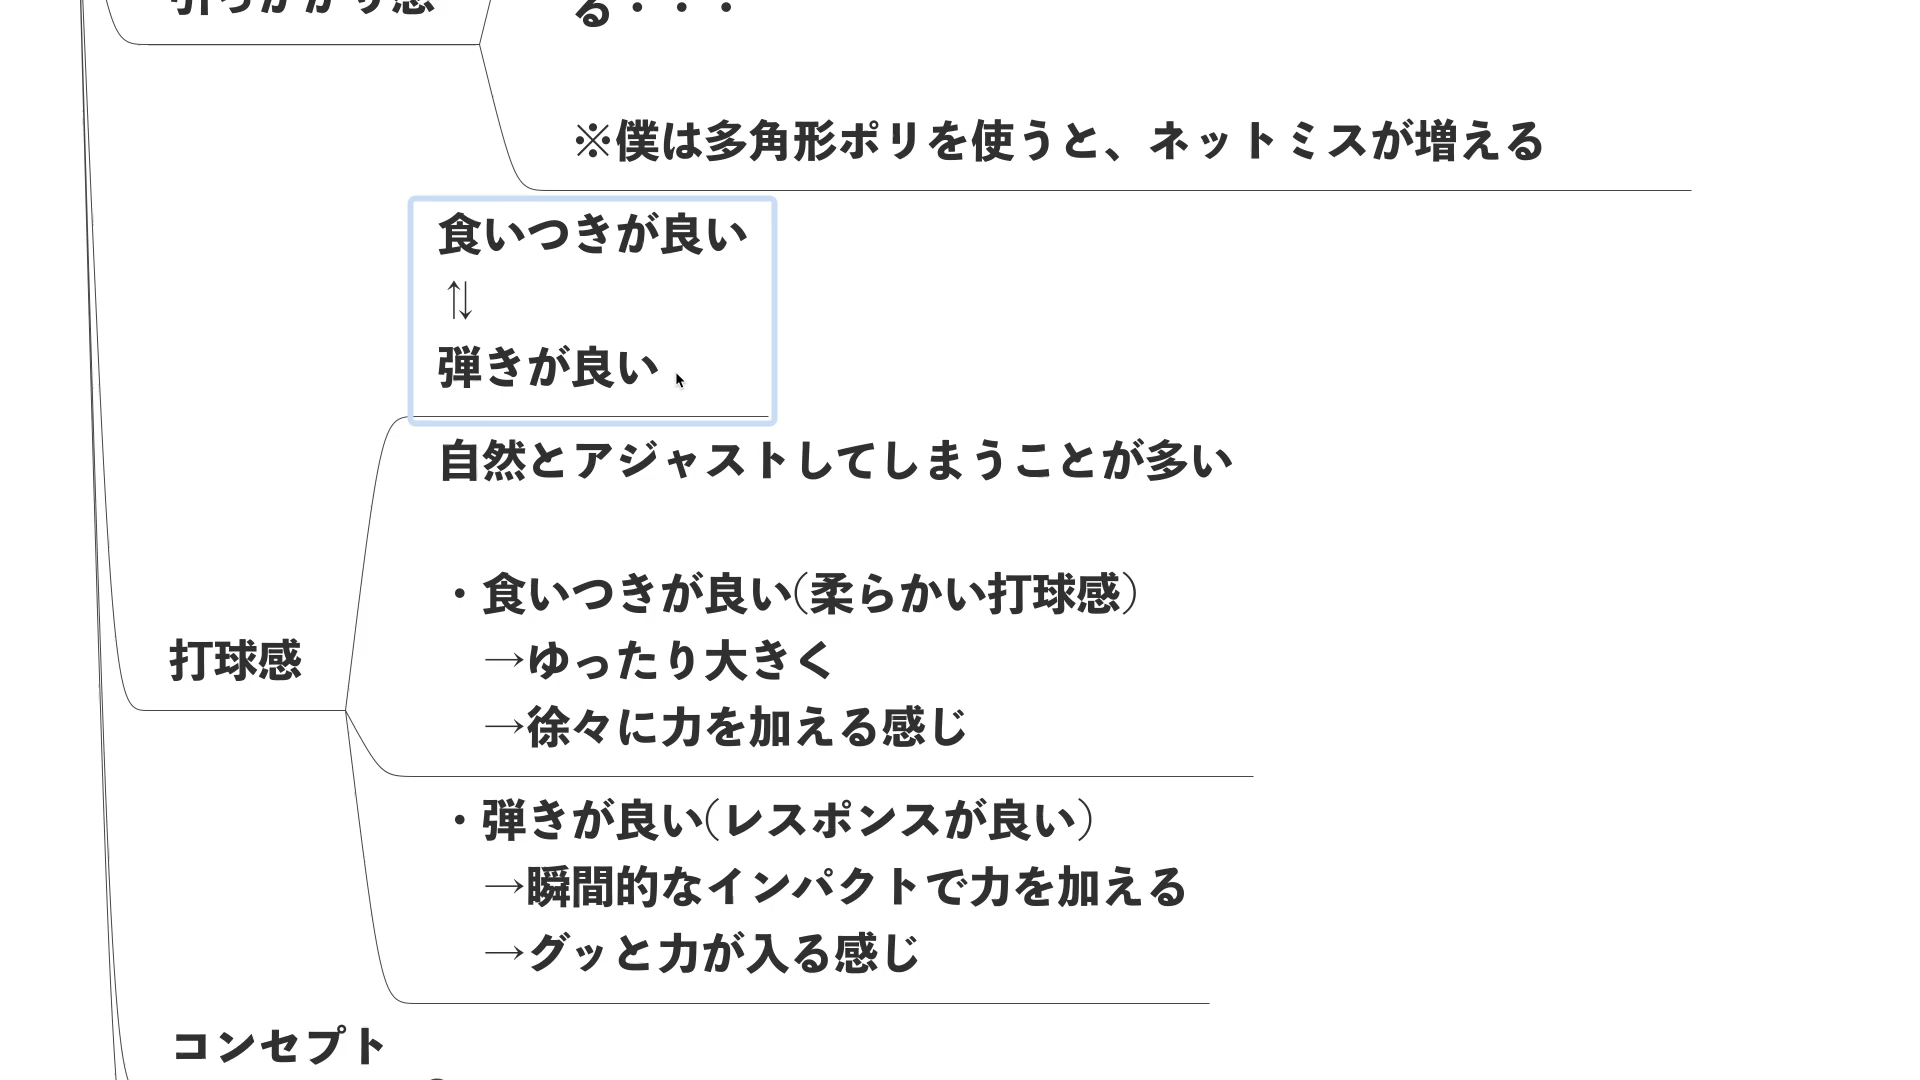 引っかかり感
る・・・
※僕は多角形ポリを使うと、ネットミスが増える
食いつきが良い
⇅
弾きが良い
自然とアジャストしてしまうことが多い
・食いつきが良い(柔らかい打球感)
→ゆったり大きく
→徐々に力を加える感じ
打球感
・弾きが良い(レスポンスが良い)
→瞬間的なインパクトで力を加える
→グッと力が入る感じ
コンセプト